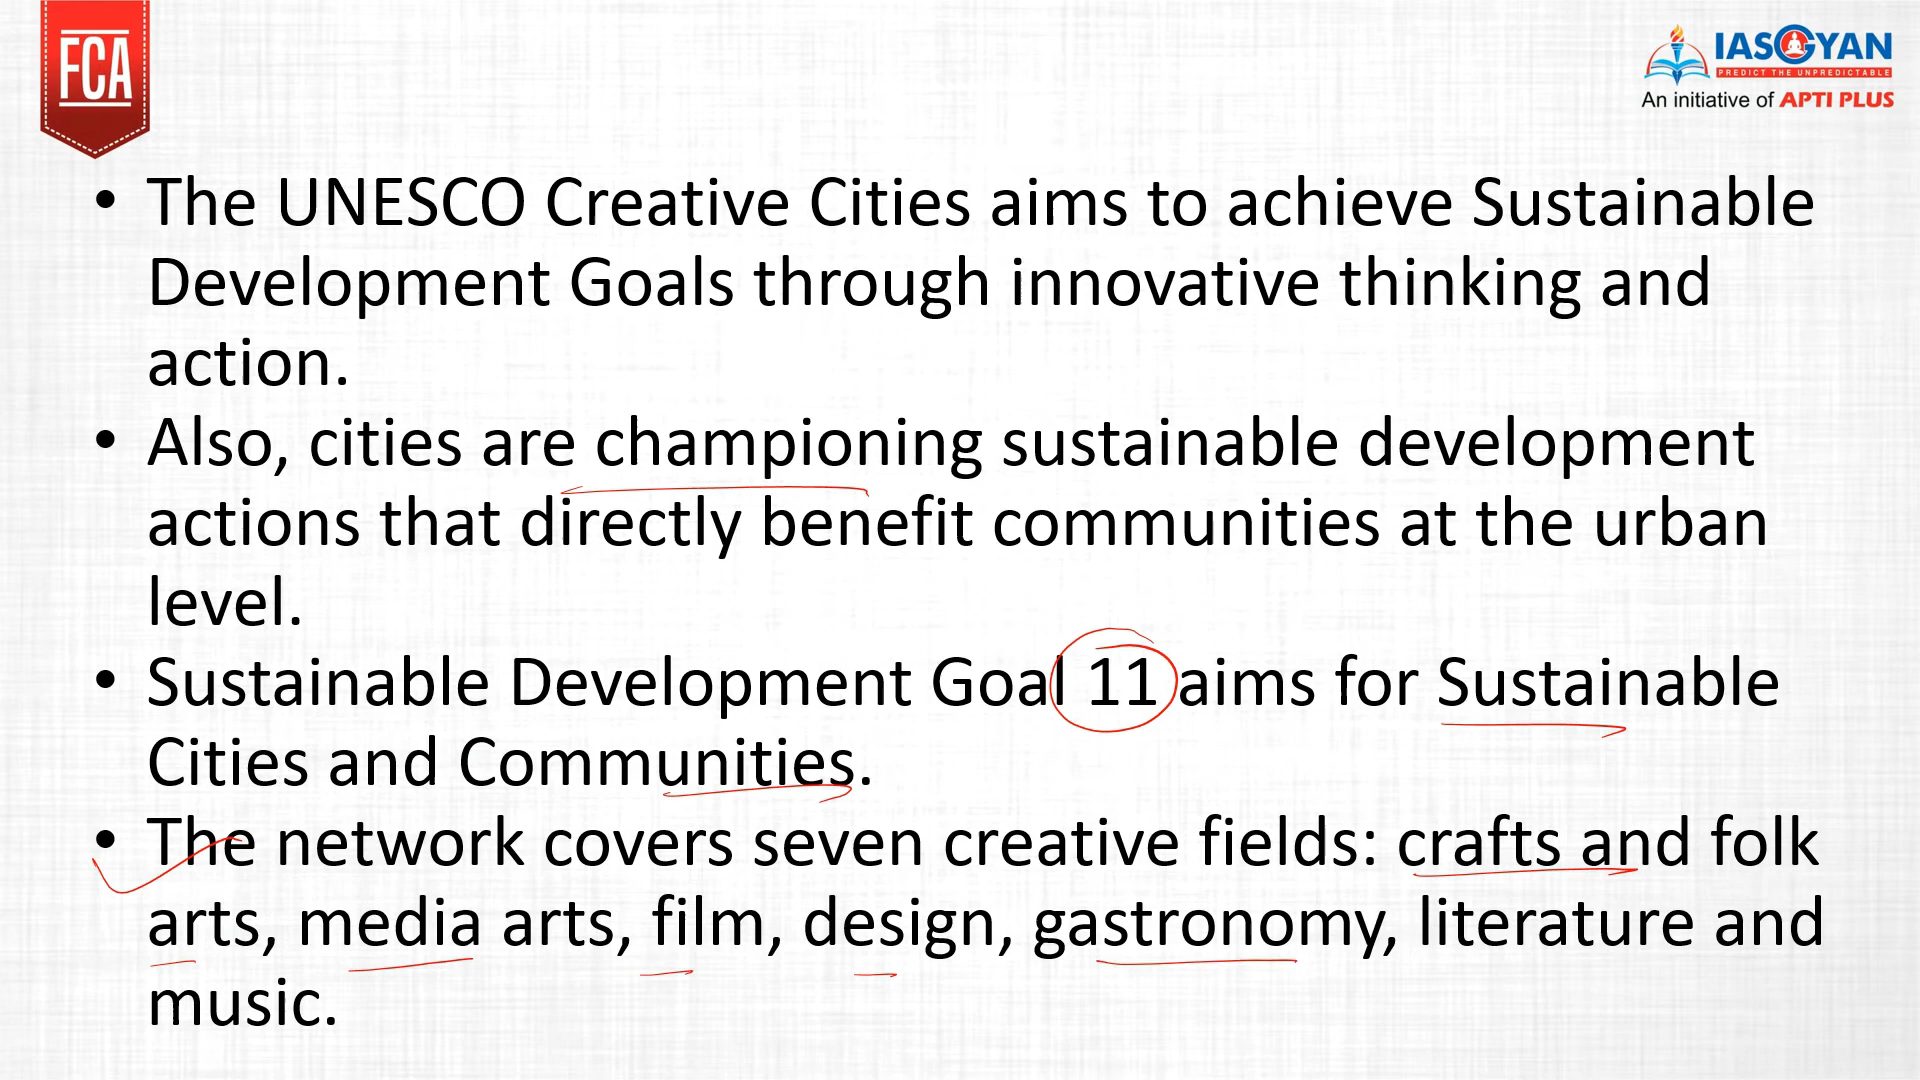 FCA
IASGYAN
PREDICT THE UNPREDICTABLE
An initiative of APTI PLUS
• The UNESCO Creative Cities aims to achieve Sustainable
Development Goals through innovative thinking and
action.
• Also, cities are championing sustainable development
actions that directly benefit communities at the urban
level.
• Sustainable Development Goal 11 aims for Sustainable
Cities and Communities.
• The network covers seven creative fields: crafts and folk
arts, media arts, film, design, gastronomy, literature and
music.